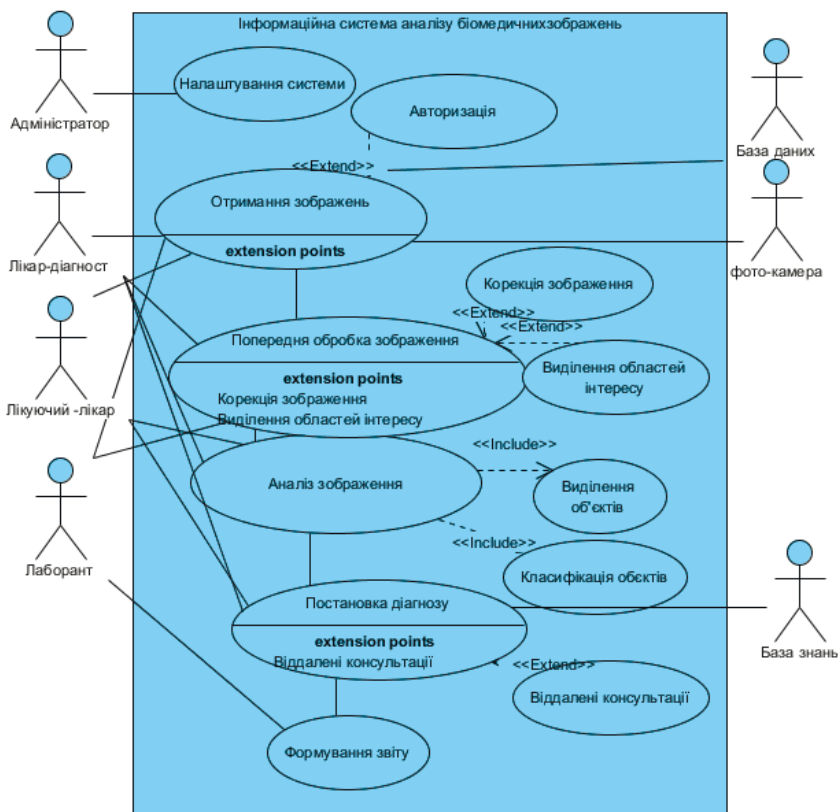 Інформаційна система аналізу біомедичнихзображень
Налаштування системи
Авторизація
Адміністратор
База даних
<<Extend>>
Отримання зображень
extension points
Лікар-діагност
фото-камера
Корекція зображення
<<Extend>>
<<Extend>>
Попередня обробка зображення
extension points
Корекція зображення
Виділення областей інтересу
Виділення областей
інтересу
Лікуючий -лікар
<<Include>>
Аналіз зображення
Виділення
об'єктів
<<Include>>
Лаборант
Класифікація обєктів
Постановка діагнозу
extension points
Віддалені консультації
База знань
<<Extend>>
Віддалені консультації
Формування звіту